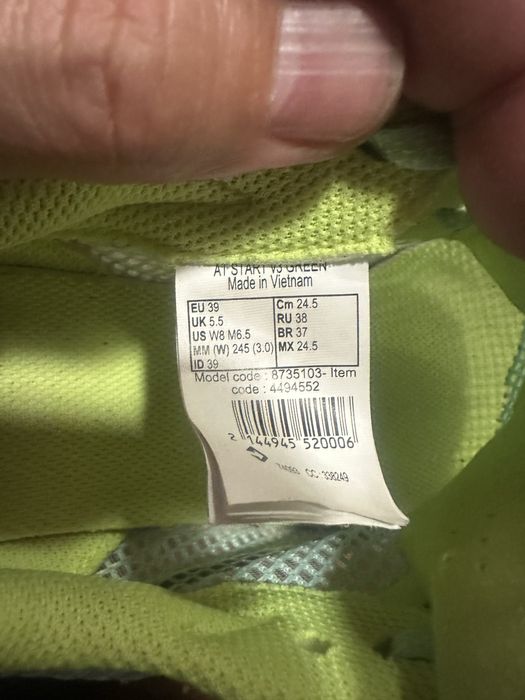 AT START V3 GREEN
Made in Vietnam
EU 39 Cm 24.5
UK 5.5 RU 38
US W8 M6.5 BR 37
MM (W) 245 (3.0) MX 24.5
ID 39
Model code : 8735103- Item
code : 4494552
2 144945 520006
CC 338249